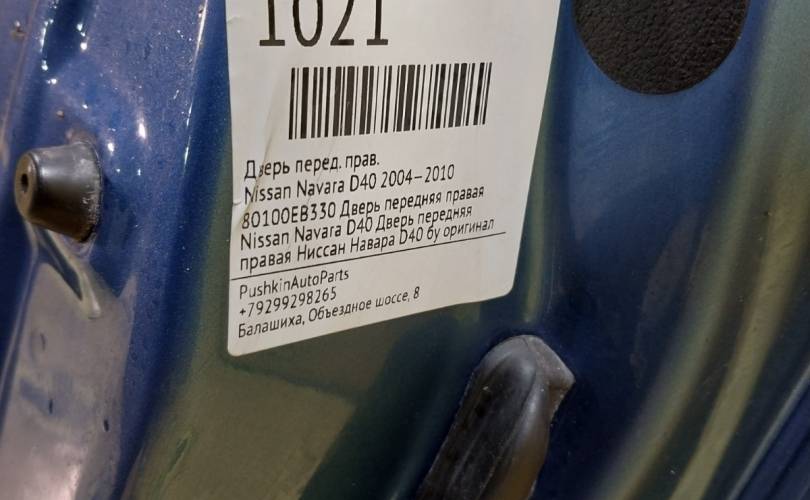 1621
Дверь перед. прав.
Nissan Navara D40 2004-2010
80100EB330 Дверь передняя правая
Nissan Navara D40 Дверь передняя
правая Ниссан Навара D40 бу оригинал
PushkinAutoParts
+79299298265
Балашиха, Объездное шоссе, 8